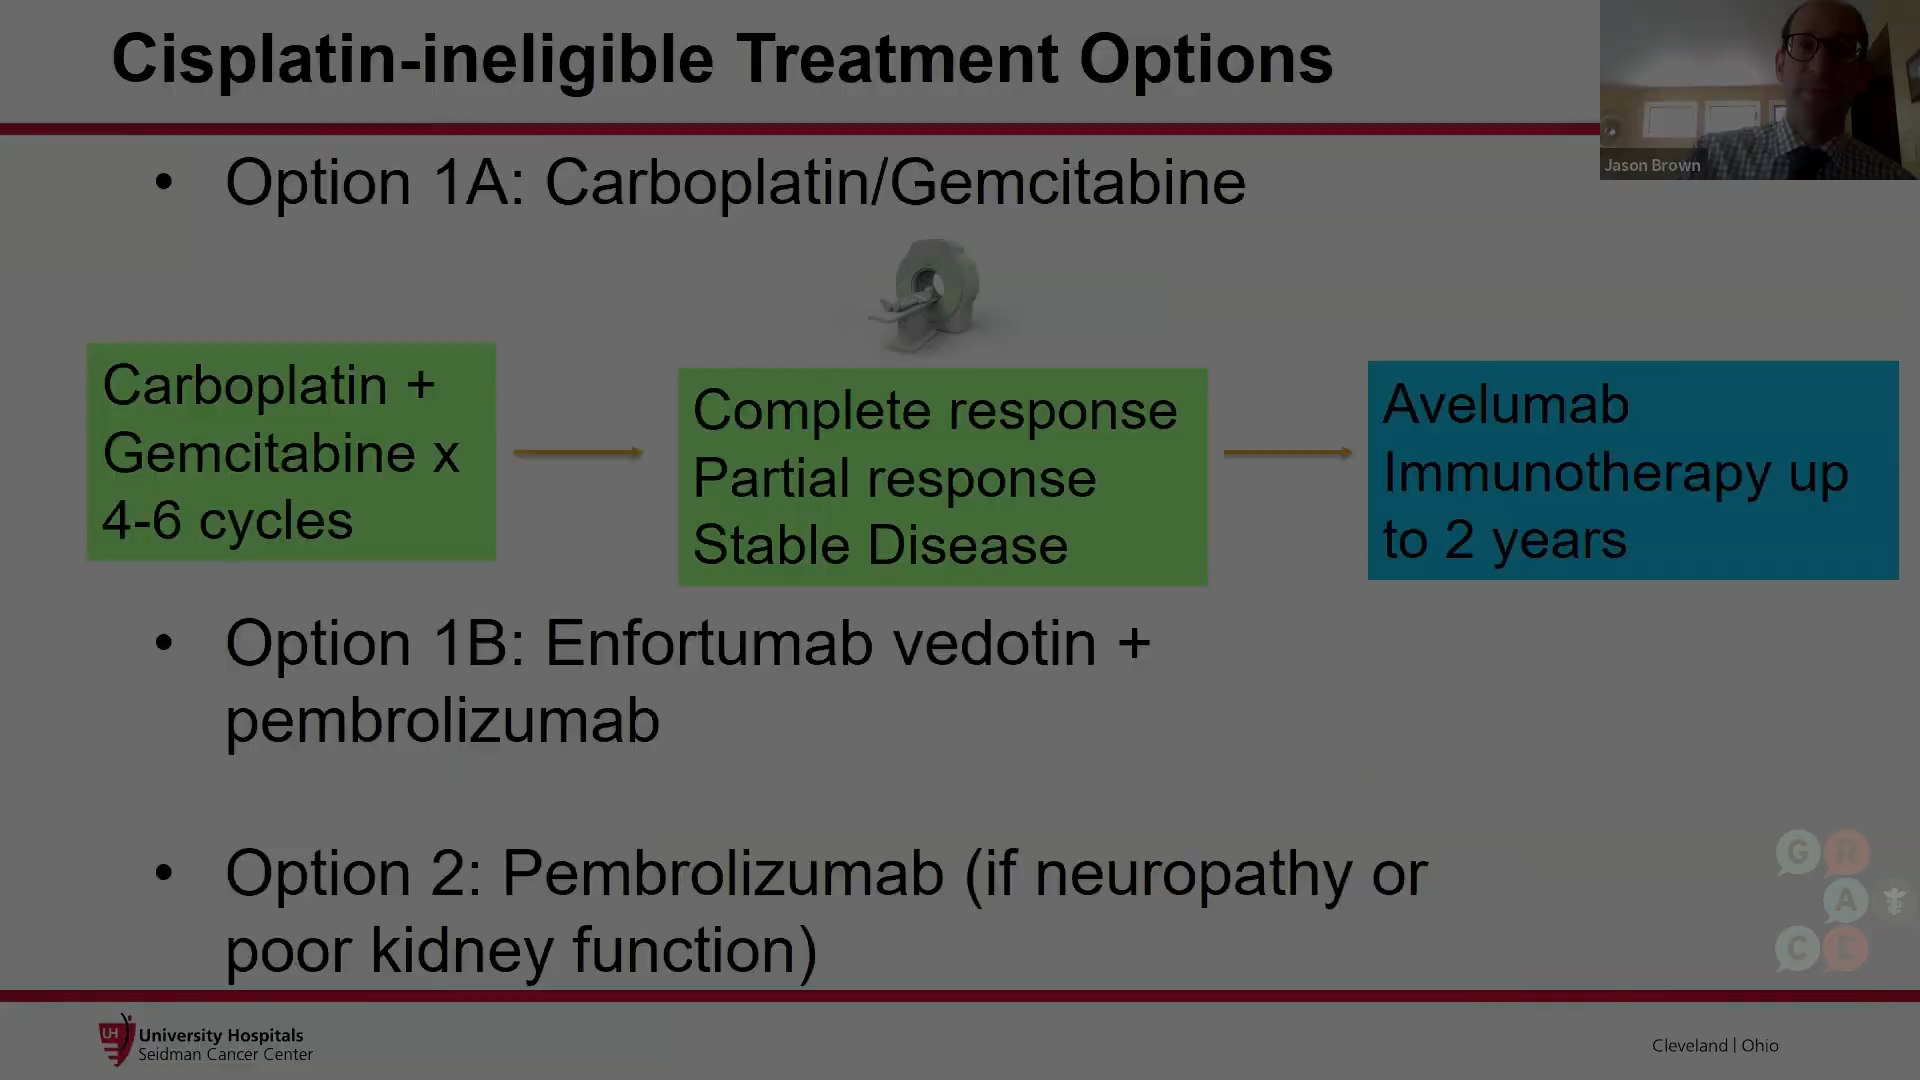 Cisplatin-ineligible Treatment Options
Jason Brown
• Option 1A: Carboplatin/Gemcitabine
Carboplatin +
Gemcitabine x
4-6 cycles
Complete response
Partial response
Stable Disease
Avelumab
Immunotherapy up
to 2 years
• Option 1B: Enfortumab vedotin +
pembrolizumab
• Option 2: Pembrolizumab (if neuropathy or
poor kidney function)
G R
A
C E
UH University Hospitals
Seidman Cancer Center
Cleveland | Ohio